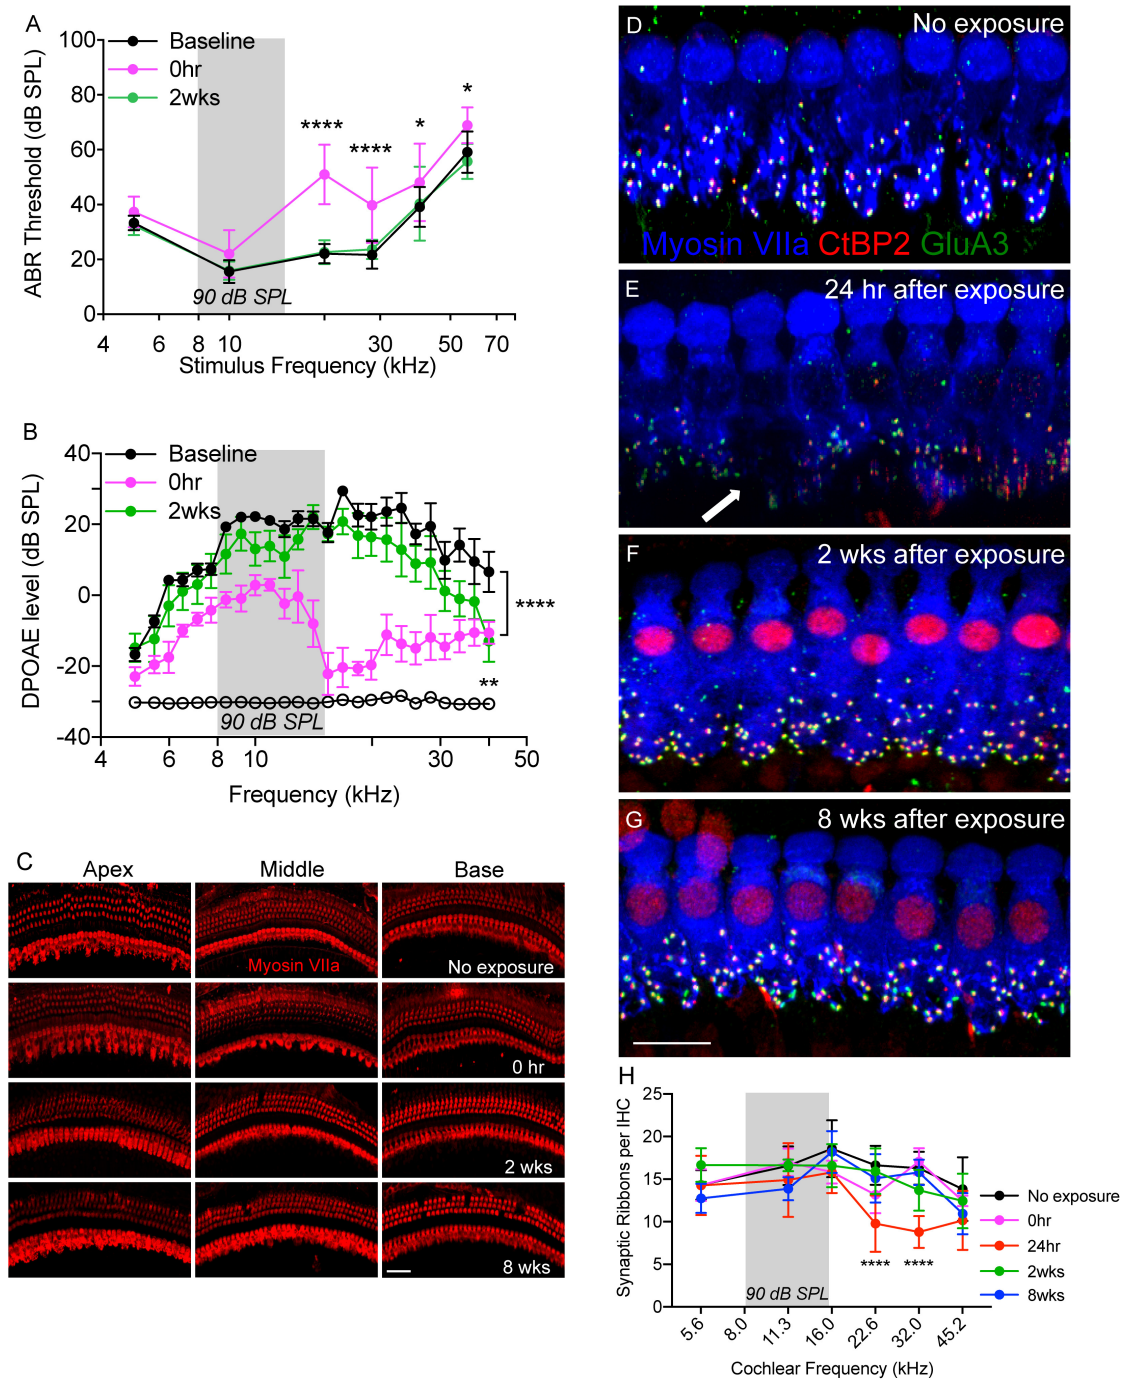 A
ABR Threshold (dB SPL)
100
80
60
40
20
0
Baseline
0hr
2wks
****
****
*
*
90 dB SPL
4 6 8 10 30 50 70
Stimulus Frequency (kHz)
B
DPOAE level (dB SPL)
40
20
0
-20
-40
Baseline
0hr
2wks
****
**
90 dB SPL
4 6 8 10 30 50
Frequency (kHz)
C
Apex Middle Base
Myosin VIIa
No exposure
0 hr
2 wks
8 wks
D
No exposure
Myosin VIIa CtBP2 GluA3
E
24 hr after exposure
F
2 wks after exposure
G
8 wks after exposure
H
Synaptic Ribbons per IHC
25
20
15
10
5
0
**** ****
90 dB SPL
5.6 8.0 11.3 16.0 22.6 32.0 45.2
Cochlear Frequency (kHz)
No exposure
0hr
24hr
2wks
8wks